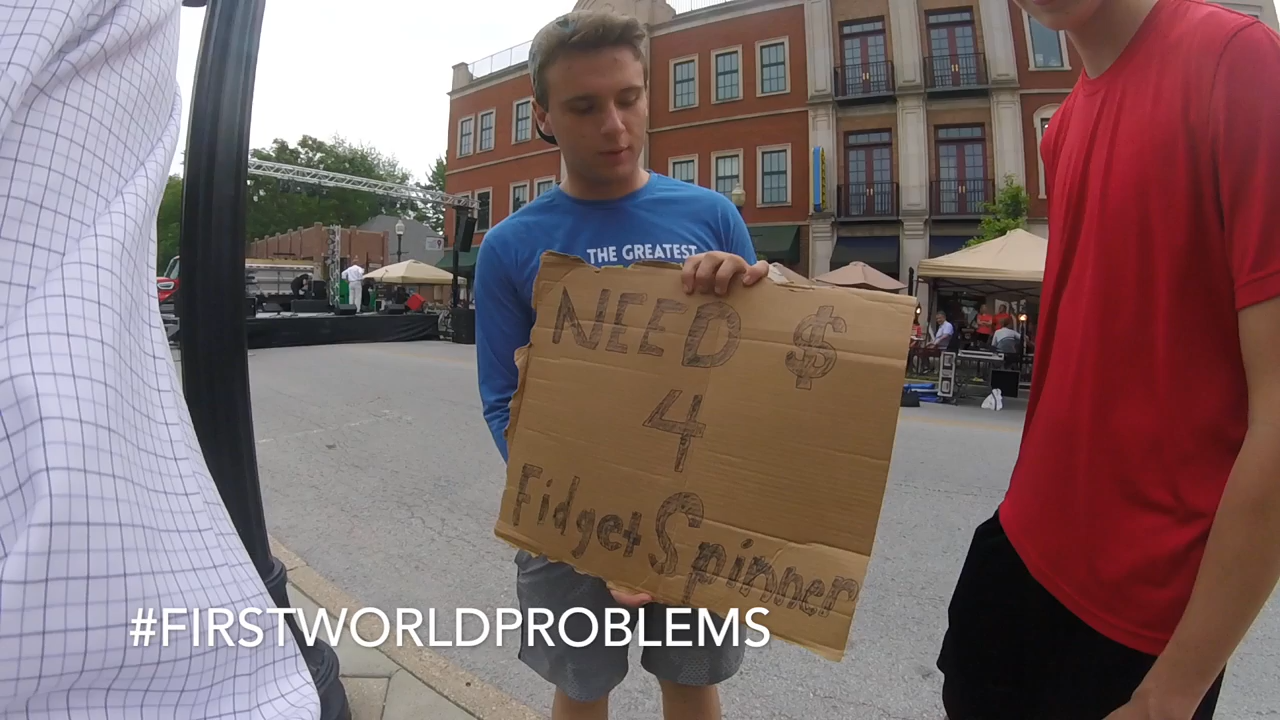 THE GREATEST
NEED $
4
Fidget Spinner
#FIRSTWORLDPROBLEMS